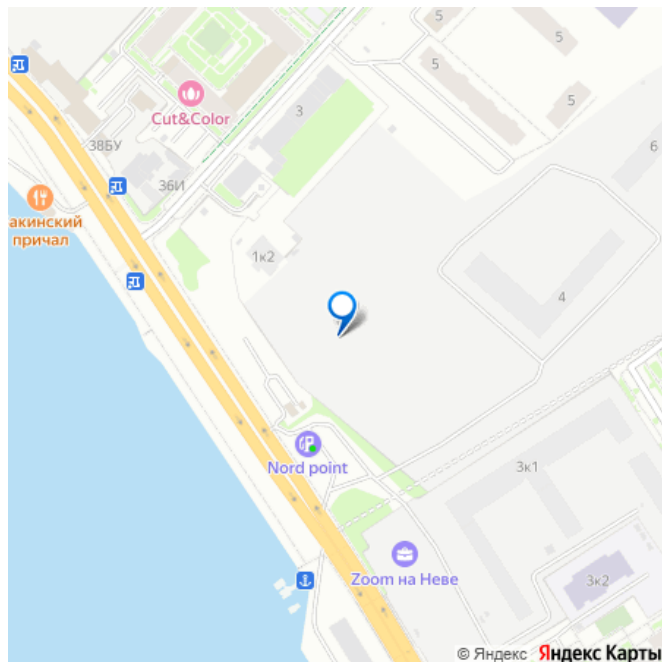 5
5
5
5
6
Cut&Color
3
38БУ
36И
акинский
причал
1к2
4
Nord point
3к1
Zoom на Неве
3к2
© Яндекс Яндекс Карты